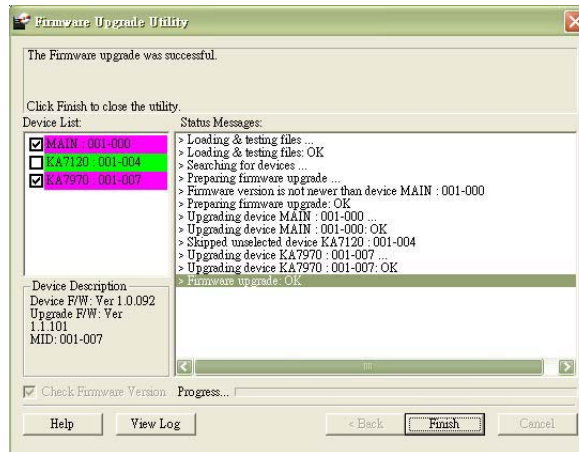 Firmware Upgrade Utility
The Firmware upgrade was successful.
Click Finish to close the utility.
Device List:
MAIN : 001-000
KA7120 : 001-004
KA7970 : 001-007
Status Messages:
> Loading & testing files ...
> Loading & testing files: OK
> Searching for devices ...
> Preparing firmware upgrade ...
> Firmware version is not newer than device MAIN : 001-000
> Preparing firmware upgrade: OK
> Upgrading device MAIN : 001-000 ...
> Upgrading device MAIN : 001-000: OK
> Skipped unselected device KA7120 : 001-004
> Upgrading device KA7970 : 001-007 ...
> Upgrading device KA7970 : 001-007: OK
> Firmware upgrade: OK
Device Description
Device F/W: Ver 1.0.092
Upgrade F/W: Ver
1.1.101
MID: 001-007
Check Firmware Version
Progress...
Help
View Log
< Back
Finish
Cancel